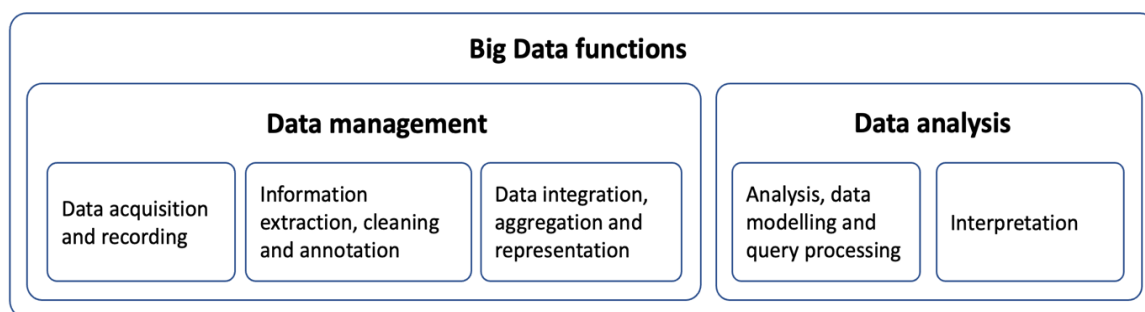 Big Data functions
Data management
Data acquisition
and recording
Information
extraction, cleaning
and annotation
Data integration,
aggregation and
representation
Data analysis
Analysis, data
modelling and
query processing
Interpretation